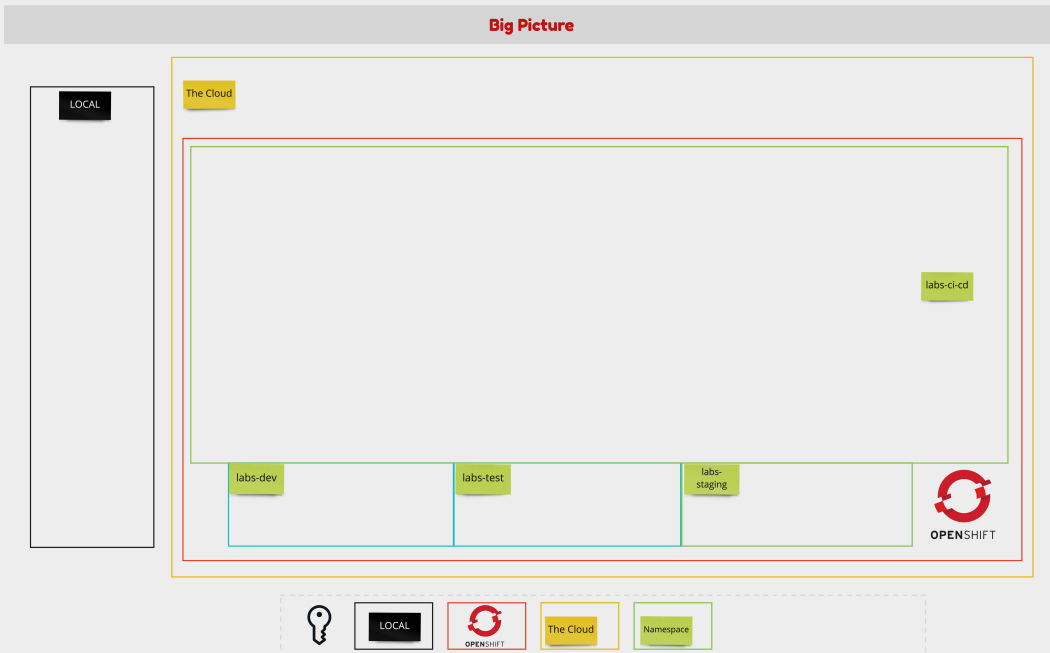 Big Picture
LOCAL
The Cloud
labs-ci-cd
labs-dev
labs-test
labs-
staging
OPENSHIFT
LOCAL
OPENSHIFT
The Cloud
Namespace